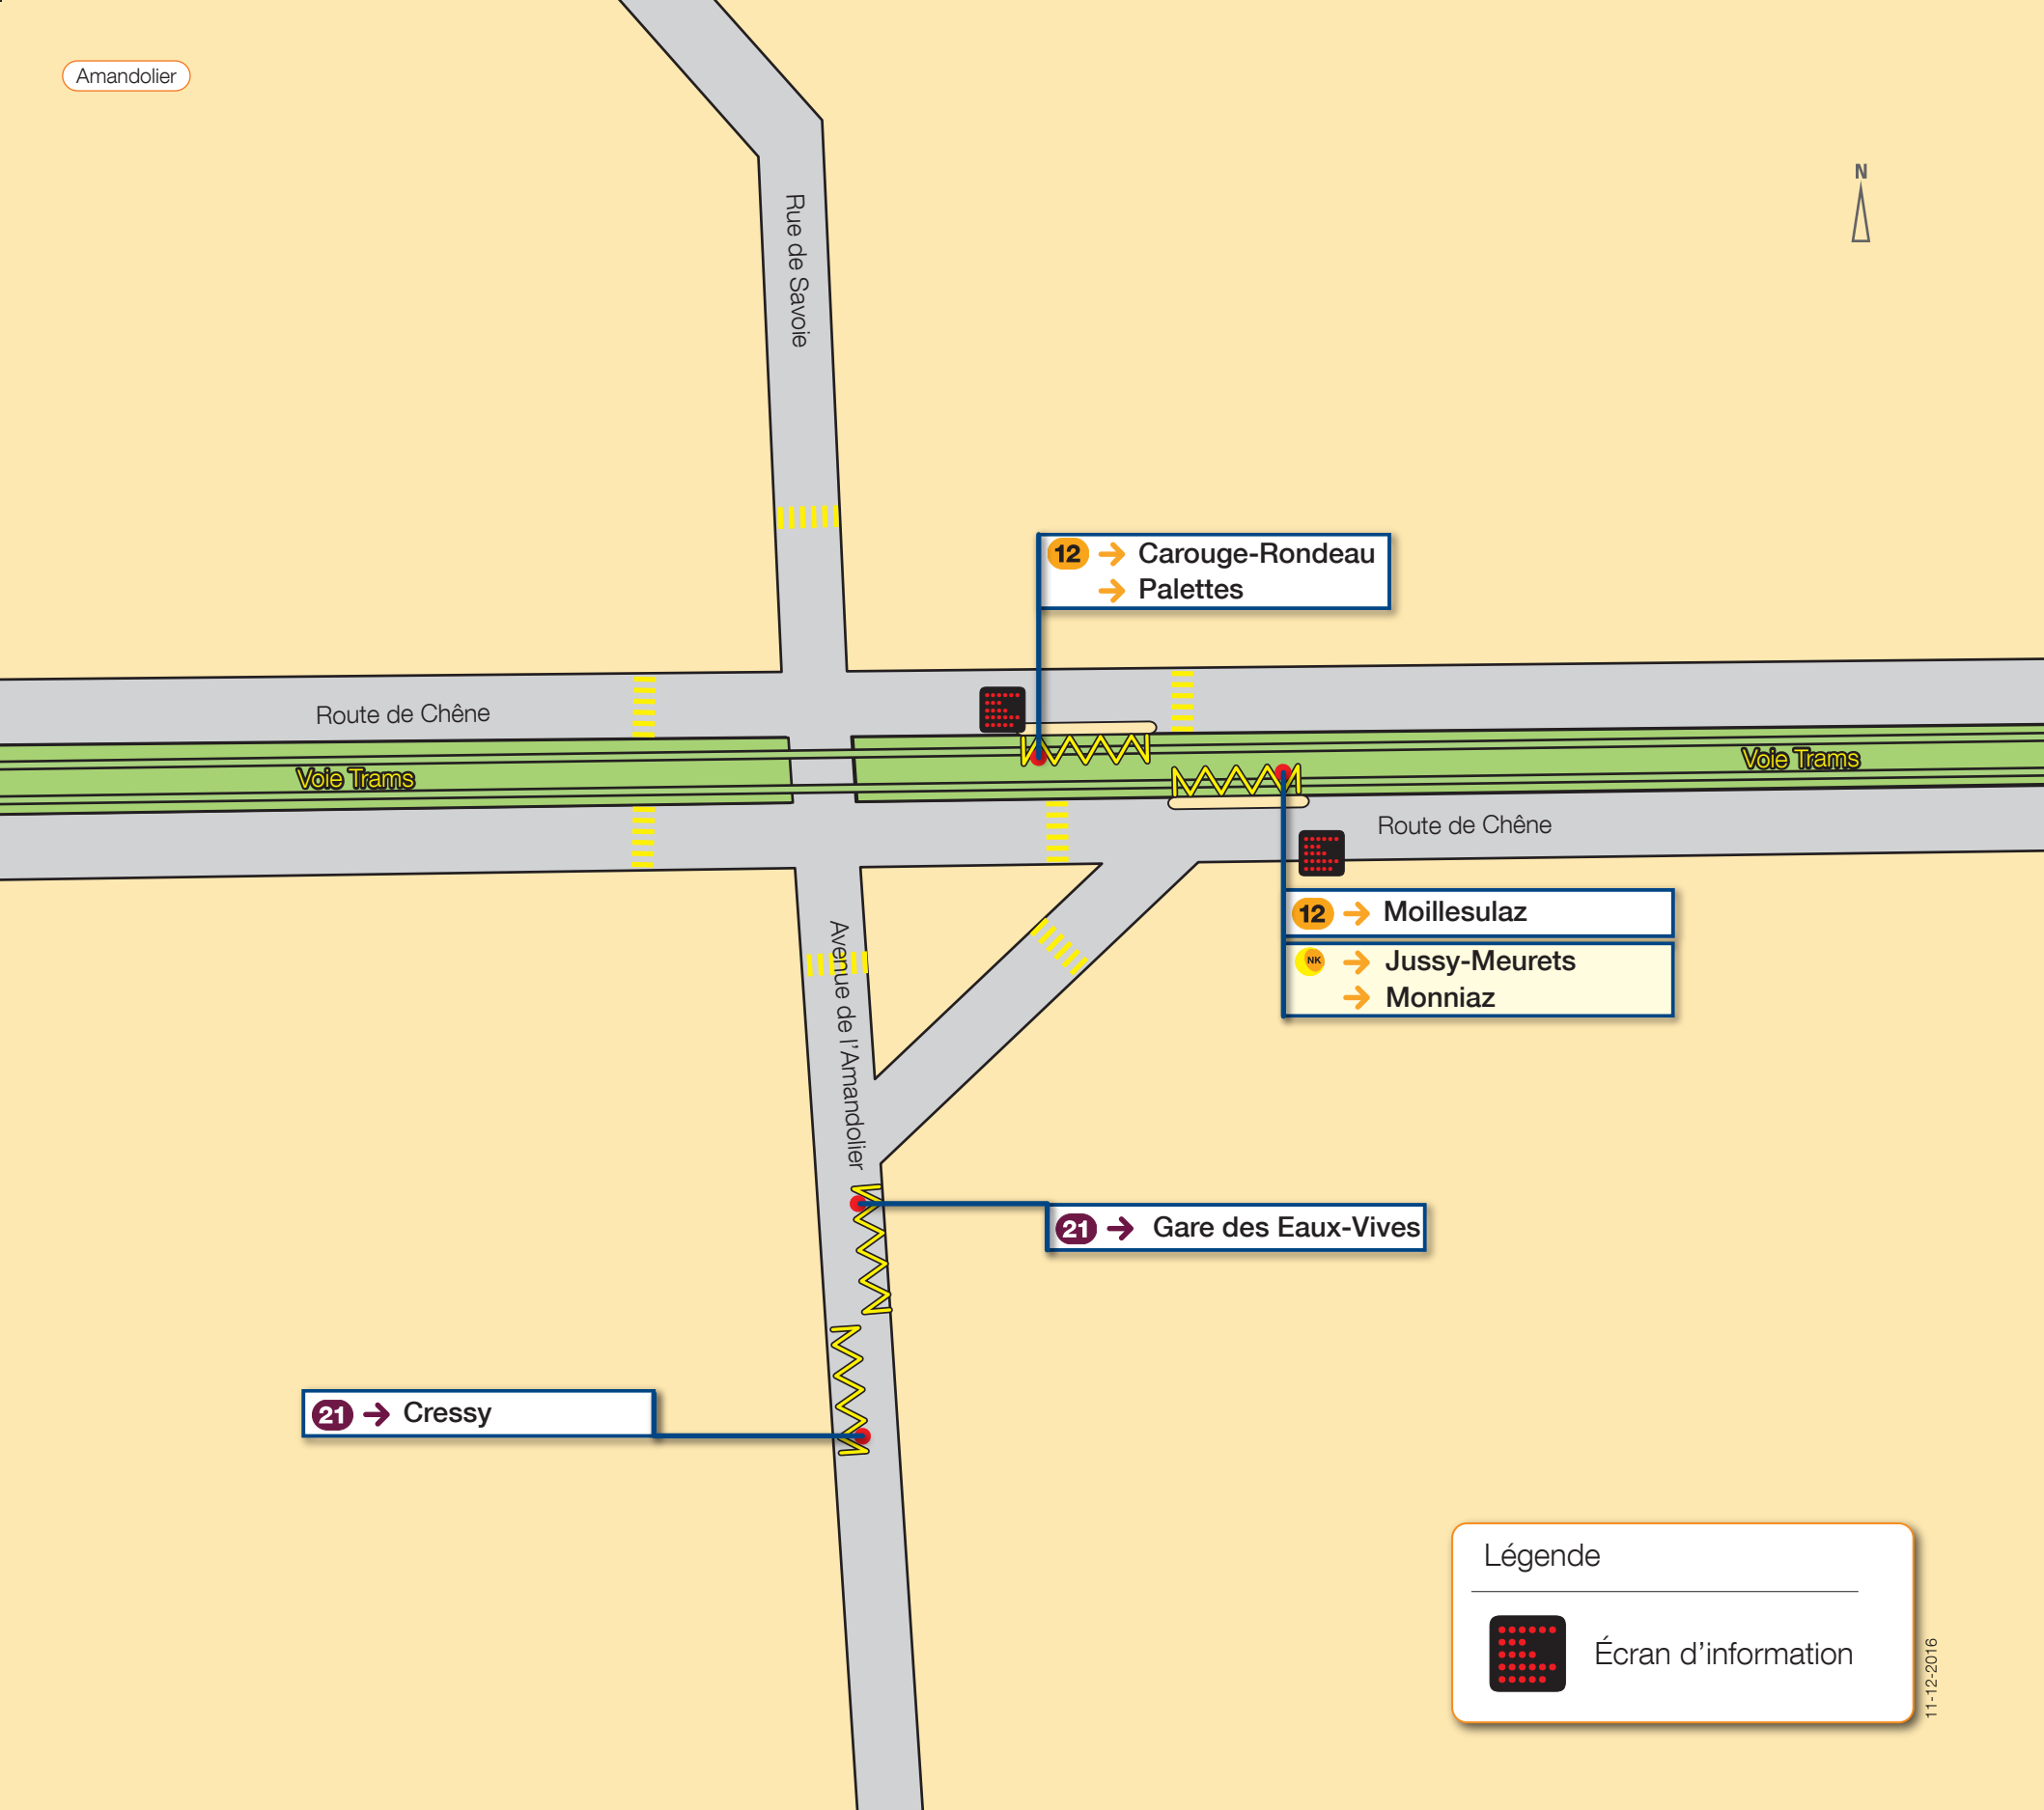 Amandolier
N
Rue de Savoie
12 → Carouge-Rondeau
→ Palettes
Route de Chêne
Voie Trams
Voie Trams
Route de Chêne
12 → Moillesulaz
NK → Jussy-Meurets
→ Monniaz
Avenue de l’Amandolier
21 → Gare des Eaux-Vives
21 → Cressy
Légende
Écran d’information
11-12-2016